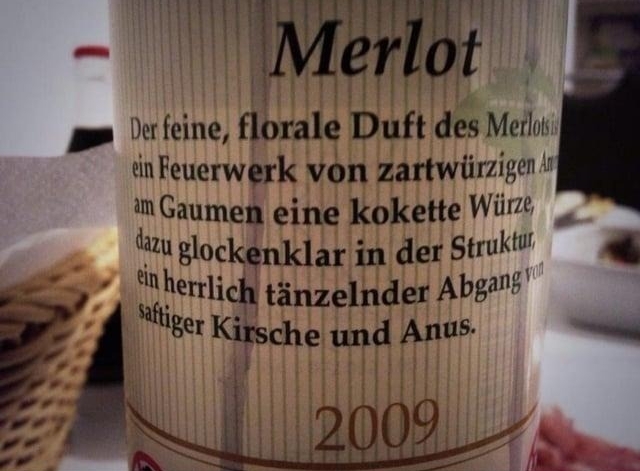 Merlot
Der feine, florale Duft des Merlots
ein Feuerwerk von zartwürzigen
am Gaumen eine kokette Würze,
dazu glockenklar in der Struktur,
ein herrlich tänzelnder Abgang von
saftiger Kirsche und Anus.
2009